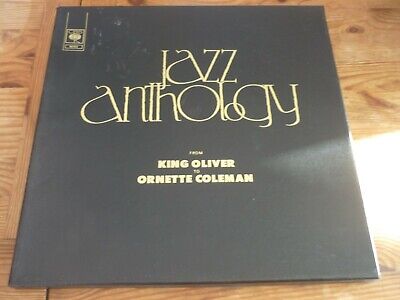 Jazz
anthology
FROM
KING OLIVER
TO
ORNETTE COLEMAN